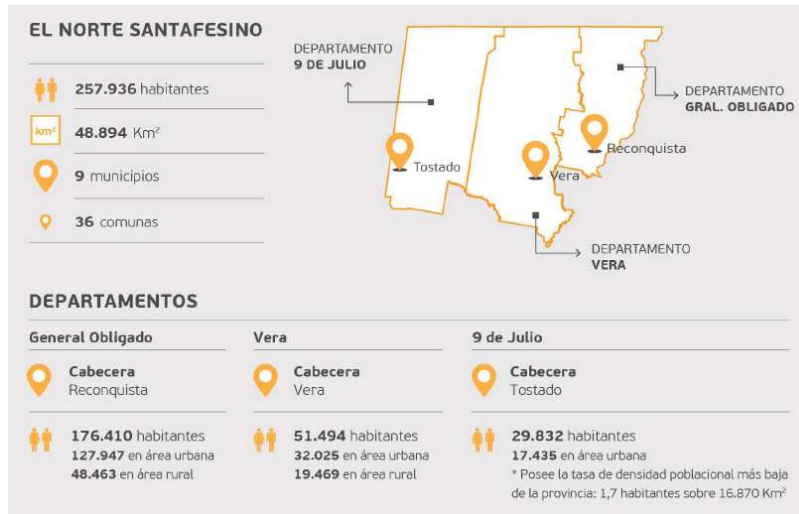 EL NORTE SANTAFESINO
257.936 habitantes
km²
48.894 Km²
9 municipios
36 comunas
DEPARTAMENTO
9 DE JULIO
DEPARTAMENTO
GRAL. OBLIGADO
Reconquista
Tostado
Vera
DEPARTAMENTO
VERA
DEPARTAMENTOS
General Obligado
Cabecera
Reconquista
176.410 habitantes
127.947 en área urbana
48.463 en área rural
Vera
Cabecera
Vera
51.494 habitantes
32.025 en área urbana
19.469 en área rural
9 de Julio
Cabecera
Tostado
29.832 habitantes
17.435 en área urbana
* Posee la tasa de densidad poblacional más baja
de la provincia: 1,7 habitantes sobre 16.870 Km²